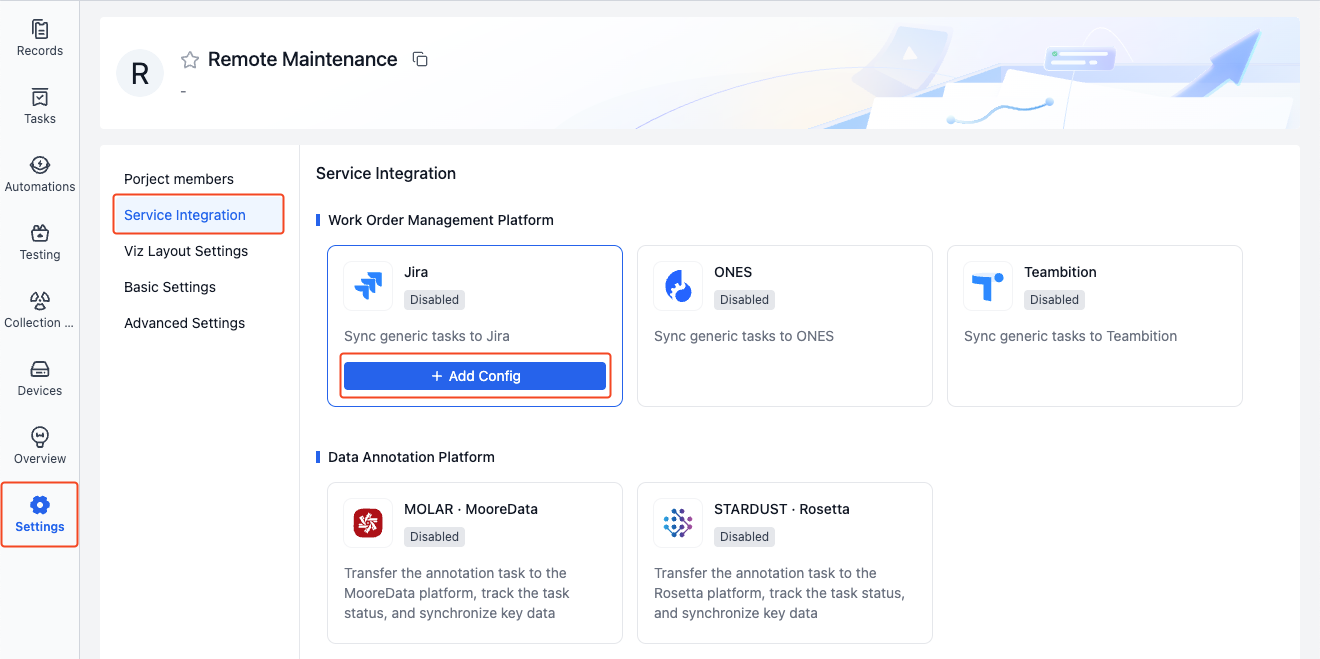 Records
Tasks
Automations
Testing
Collection ...
Devices
Overview
Settings
R
Remote Maintenance
-
Porject members
Service Integration
Viz Layout Settings
Basic Settings
Advanced Settings
Service Integration
Work Order Management Platform
Jira
Disabled
Sync generic tasks to Jira
+ Add Config
ONES
Disabled
Sync generic tasks to ONES
Teambition
Disabled
Sync generic tasks to Teambition
Data Annotation Platform
MOLAR · MooreData
Disabled
Transfer the annotation task to the
MooreData platform, track the task
status, and synchronize key data
STARDUST · Rosetta
Disabled
Transfer the annotation task to the
Rosetta platform, track the task status,
and synchronize key data